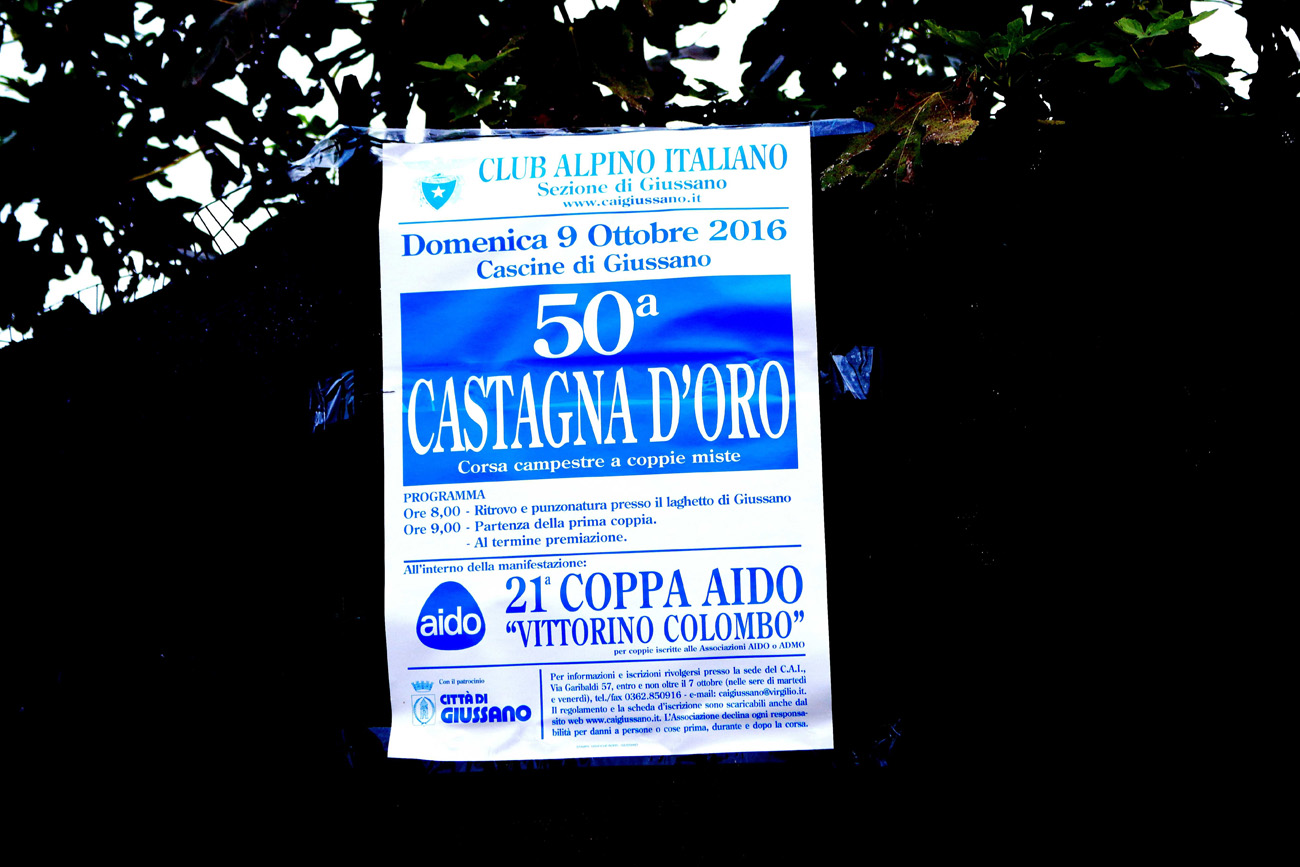 CLUB ALPINO ITALIANO
Sezione di Giussano
www.caigiussano.it
Domenica 9 Ottobre 2016
Cascine di Giussano
50ª
CASTAGNA D'ORO
Corsa campestre a coppie miste
PROGRAMMA
Ore 8,00 - Ritrovo e punzonatura presso il laghetto di Giussano
Ore 9,00 - Partenza della prima coppia.
- Al termine premiazione.
All'interno della manifestazione:
aido
21ª COPPA AIDO
“VITTORINO COLOMBO”
per coppie iscritte alle Associazioni AIDO o ADMO
Con il patrocinio
CITTÀ DI
GIUSSANO
Per informazioni e iscrizioni rivolgersi presso la sede del C.A.I.,
Via Garibaldi 57, entro e non oltre il 7 ottobre (nelle sere di martedì
e venerdì), tel./fax 0362.850916 - e-mail: caigiussano@virgilio.it.
Il regolamento e la scheda d'iscrizione sono scaricabili anche dal
sito web www.caigiussano.it. L'Associazione declina ogni responsa-
bilità per danni a persone o cose prima, durante e dopo la corsa.